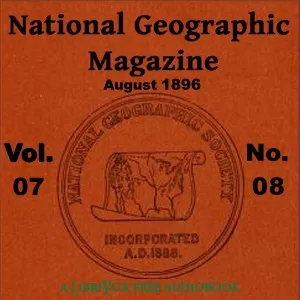 National Geographic
Magazine
August 1896
Vol.
07
No.
08
NATIONAL GEOGRAPHIC SOCIETY
INCORPORATED
A.D.1888.
A LIBRIVOX FREE AUDIOBOOK